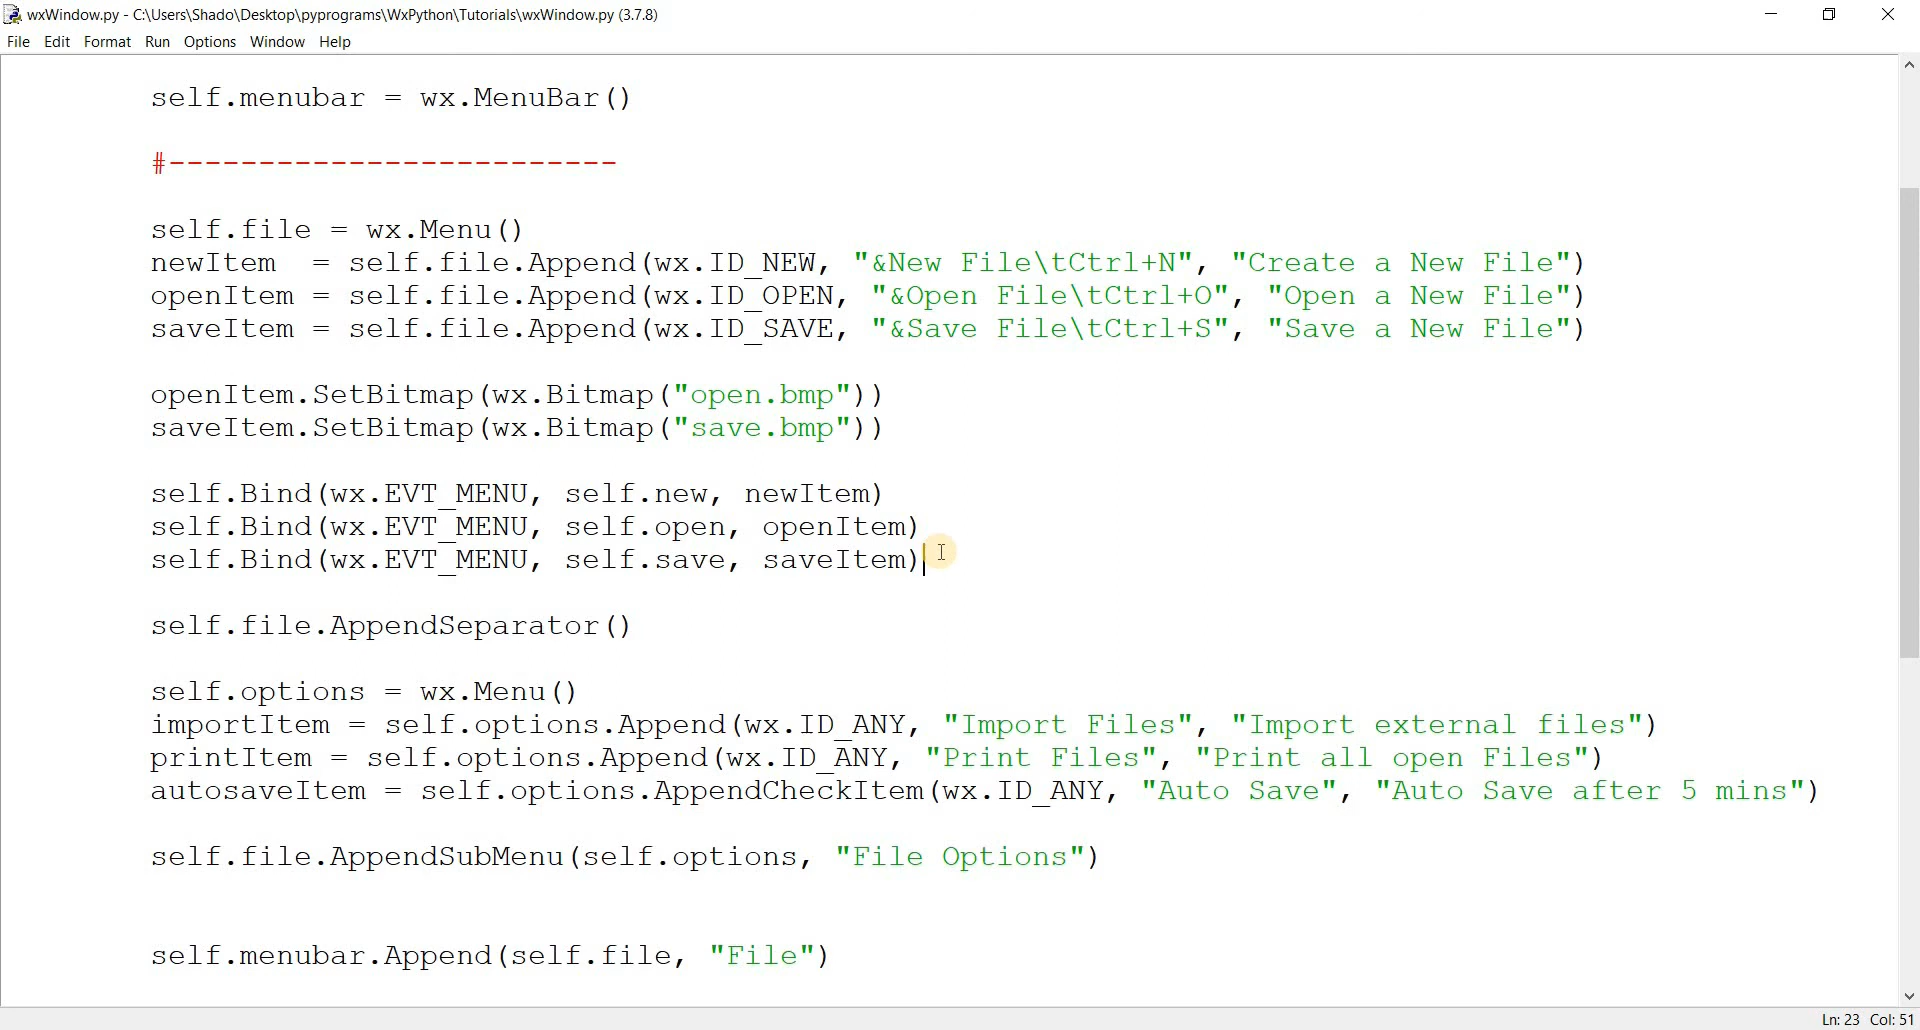 wxWindow.py - C:\Users\Shado\Desktop\pyprograms\WxPython\Tutorials\wxWindow.py (3.7.8)
File Edit Format Run Options Window Help
self.menubar = wx.MenuBar()
#-------------------------
self.file = wx.Menu()
newItem  = self.file.Append(wx.ID_NEW, "&New File\tCtrl+N", "Create a New File")
openItem = self.file.Append(wx.ID_OPEN, "&Open File\tCtrl+O", "Open a New File")
saveItem = self.file.Append(wx.ID_SAVE, "&Save File\tCtrl+S", "Save a New File")
openItem.SetBitmap(wx.Bitmap("open.bmp"))
saveItem.SetBitmap(wx.Bitmap("save.bmp"))
self.Bind(wx.EVT_MENU, self.new, newItem)
self.Bind(wx.EVT_MENU, self.open, openItem)
self.Bind(wx.EVT_MENU, self.save, saveItem)
self.file.AppendSeparator()
self.options = wx.Menu()
importItem = self.options.Append(wx.ID_ANY, "Import Files", "Import external files")
printItem = self.options.Append(wx.ID_ANY, "Print Files", "Print all open Files")
autosaveItem = self.options.AppendCheckItem(wx.ID_ANY, "Auto Save", "Auto Save after 5 mins")
self.file.AppendSubMenu(self.options, "File Options")
self.menubar.Append(self.file, "File")
Ln: 23 Col: 51